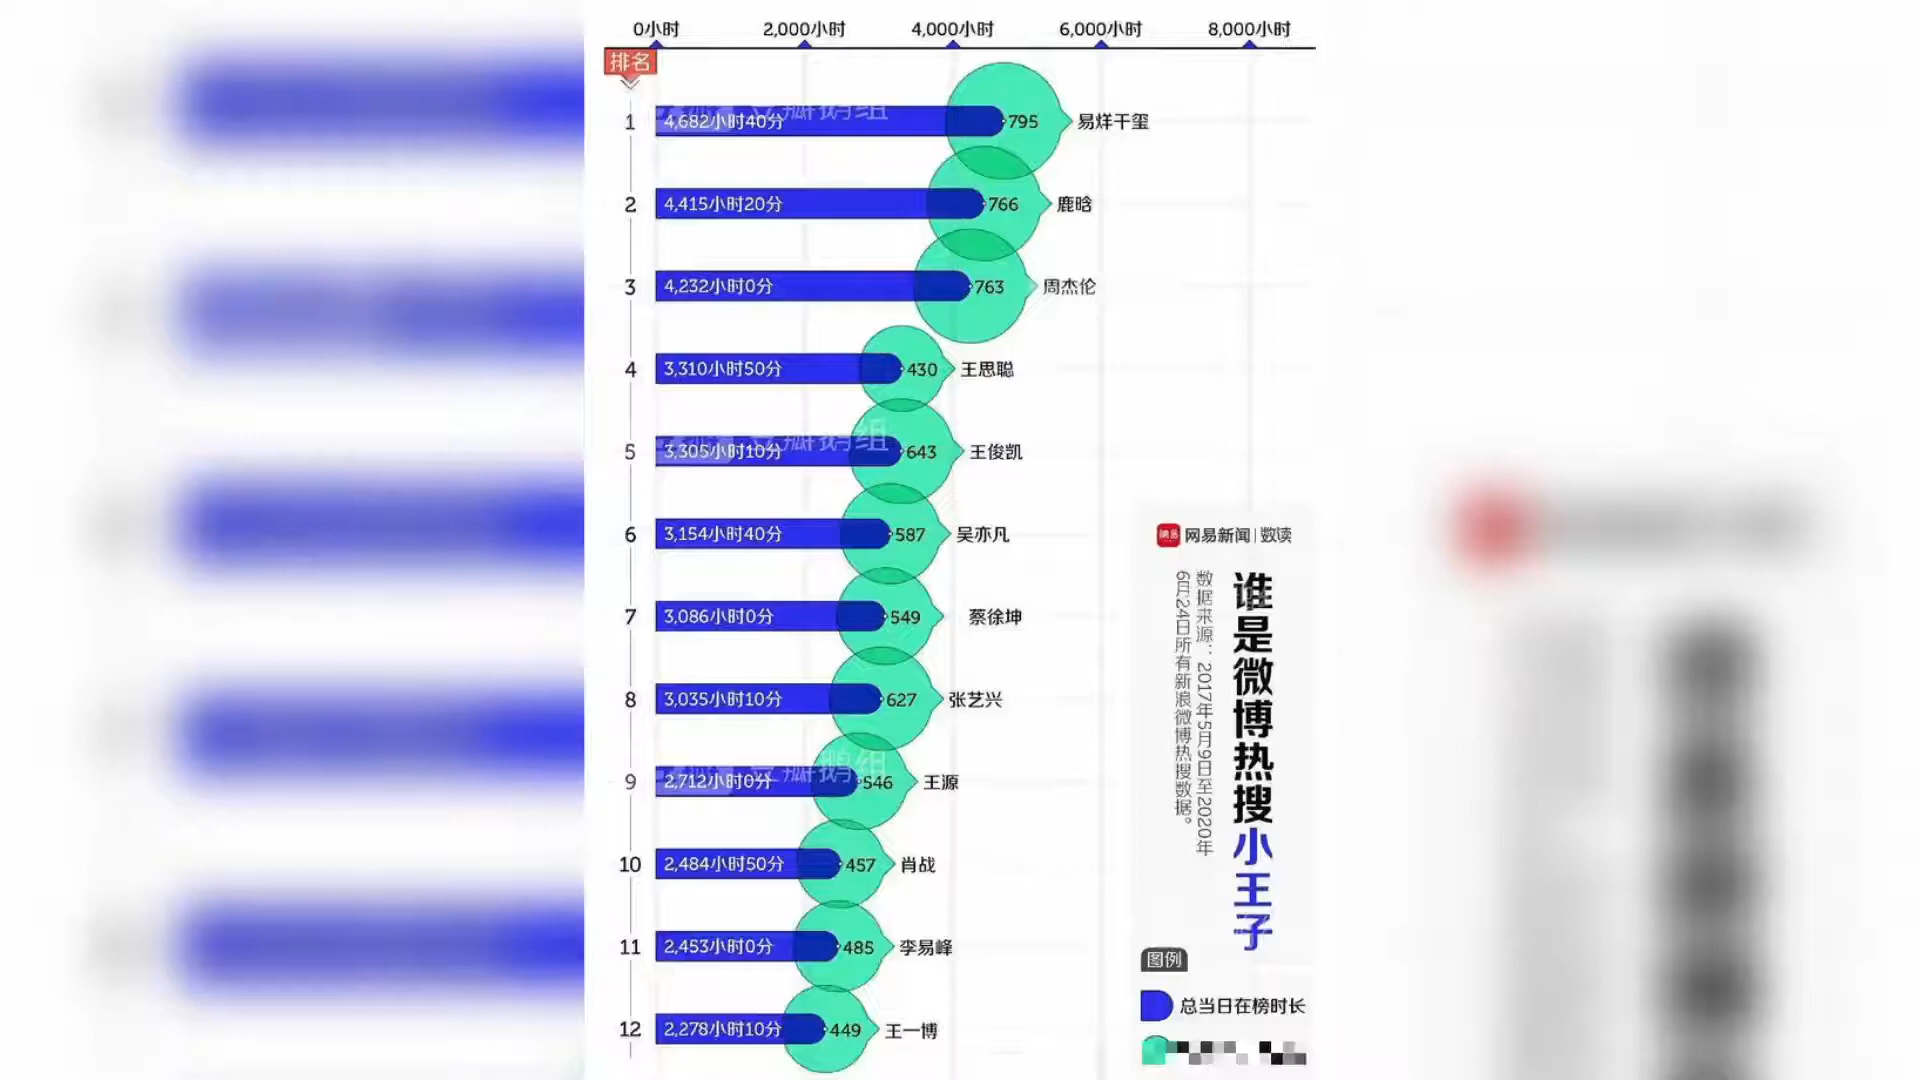 0小时 2,000小时 4,000小时 6,000小时 8,000小时
排名
1 4,682小时40分 795 易烊千玺
2 4,415小时20分 766 鹿晗
3 4,232小时0分 763 周杰伦
4 3,310小时50分 430 王思聪
5 3,305小时10分 643 王俊凯
6 3,154小时40分 587 吴亦凡
7 3,086小时0分 549 蔡徐坤
8 3,035小时10分 627 张艺兴
9 2,712小时0分 546 王源
10 2,484小时50分 457 肖战
11 2,453小时0分 485 李易峰
12 2,278小时10分 449 王一博
网易新闻 | 数读
谁是微博热搜小王子
数据来源：2017年5月9日至2020年
6月24日所有新浪微博热搜数据。
图例
总当日在榜时长